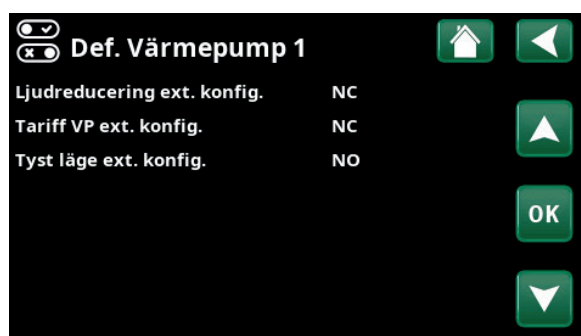 Def. Värmepump 1
Ljudreducering ext. konfig. NC
Tariff VP ext. konfig. NC
Tyst läge ext. konfig. NO
OK